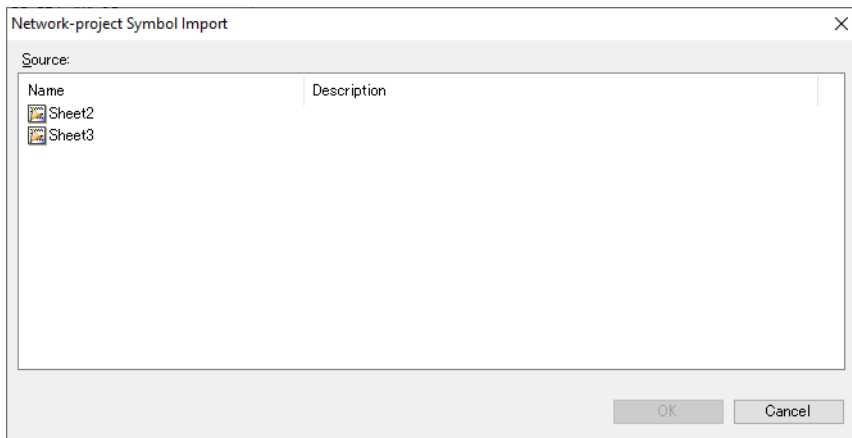 Network-project Symbol Import
Source:
Name Description
Sheet2
Sheet3
OK Cancel